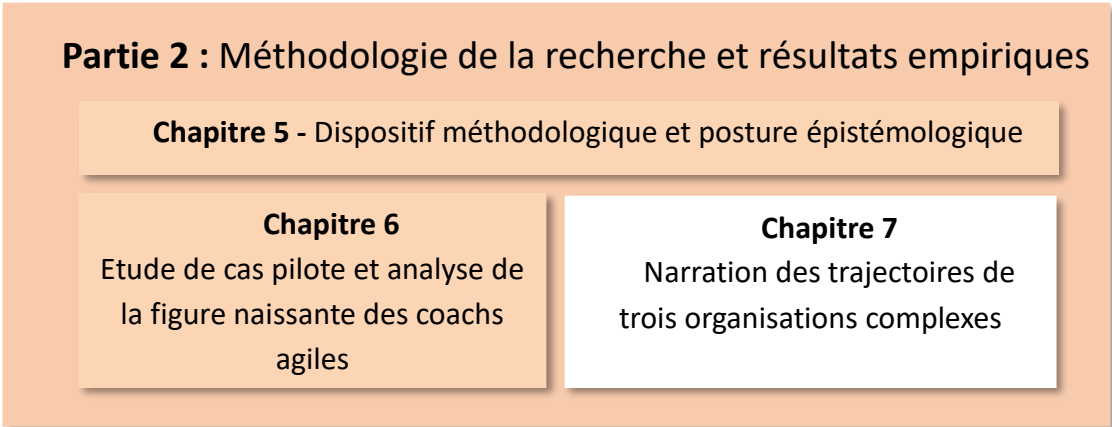 Partie 2 : Méthodologie de la recherche et résultats empiriques
Chapitre 5 - Dispositif méthodologique et posture épistémologique
Chapitre 6
Etude de cas pilote et analyse de
la figure naissante des coachs
agiles
Chapitre 7
Narration des trajectoires de
trois organisations complexes